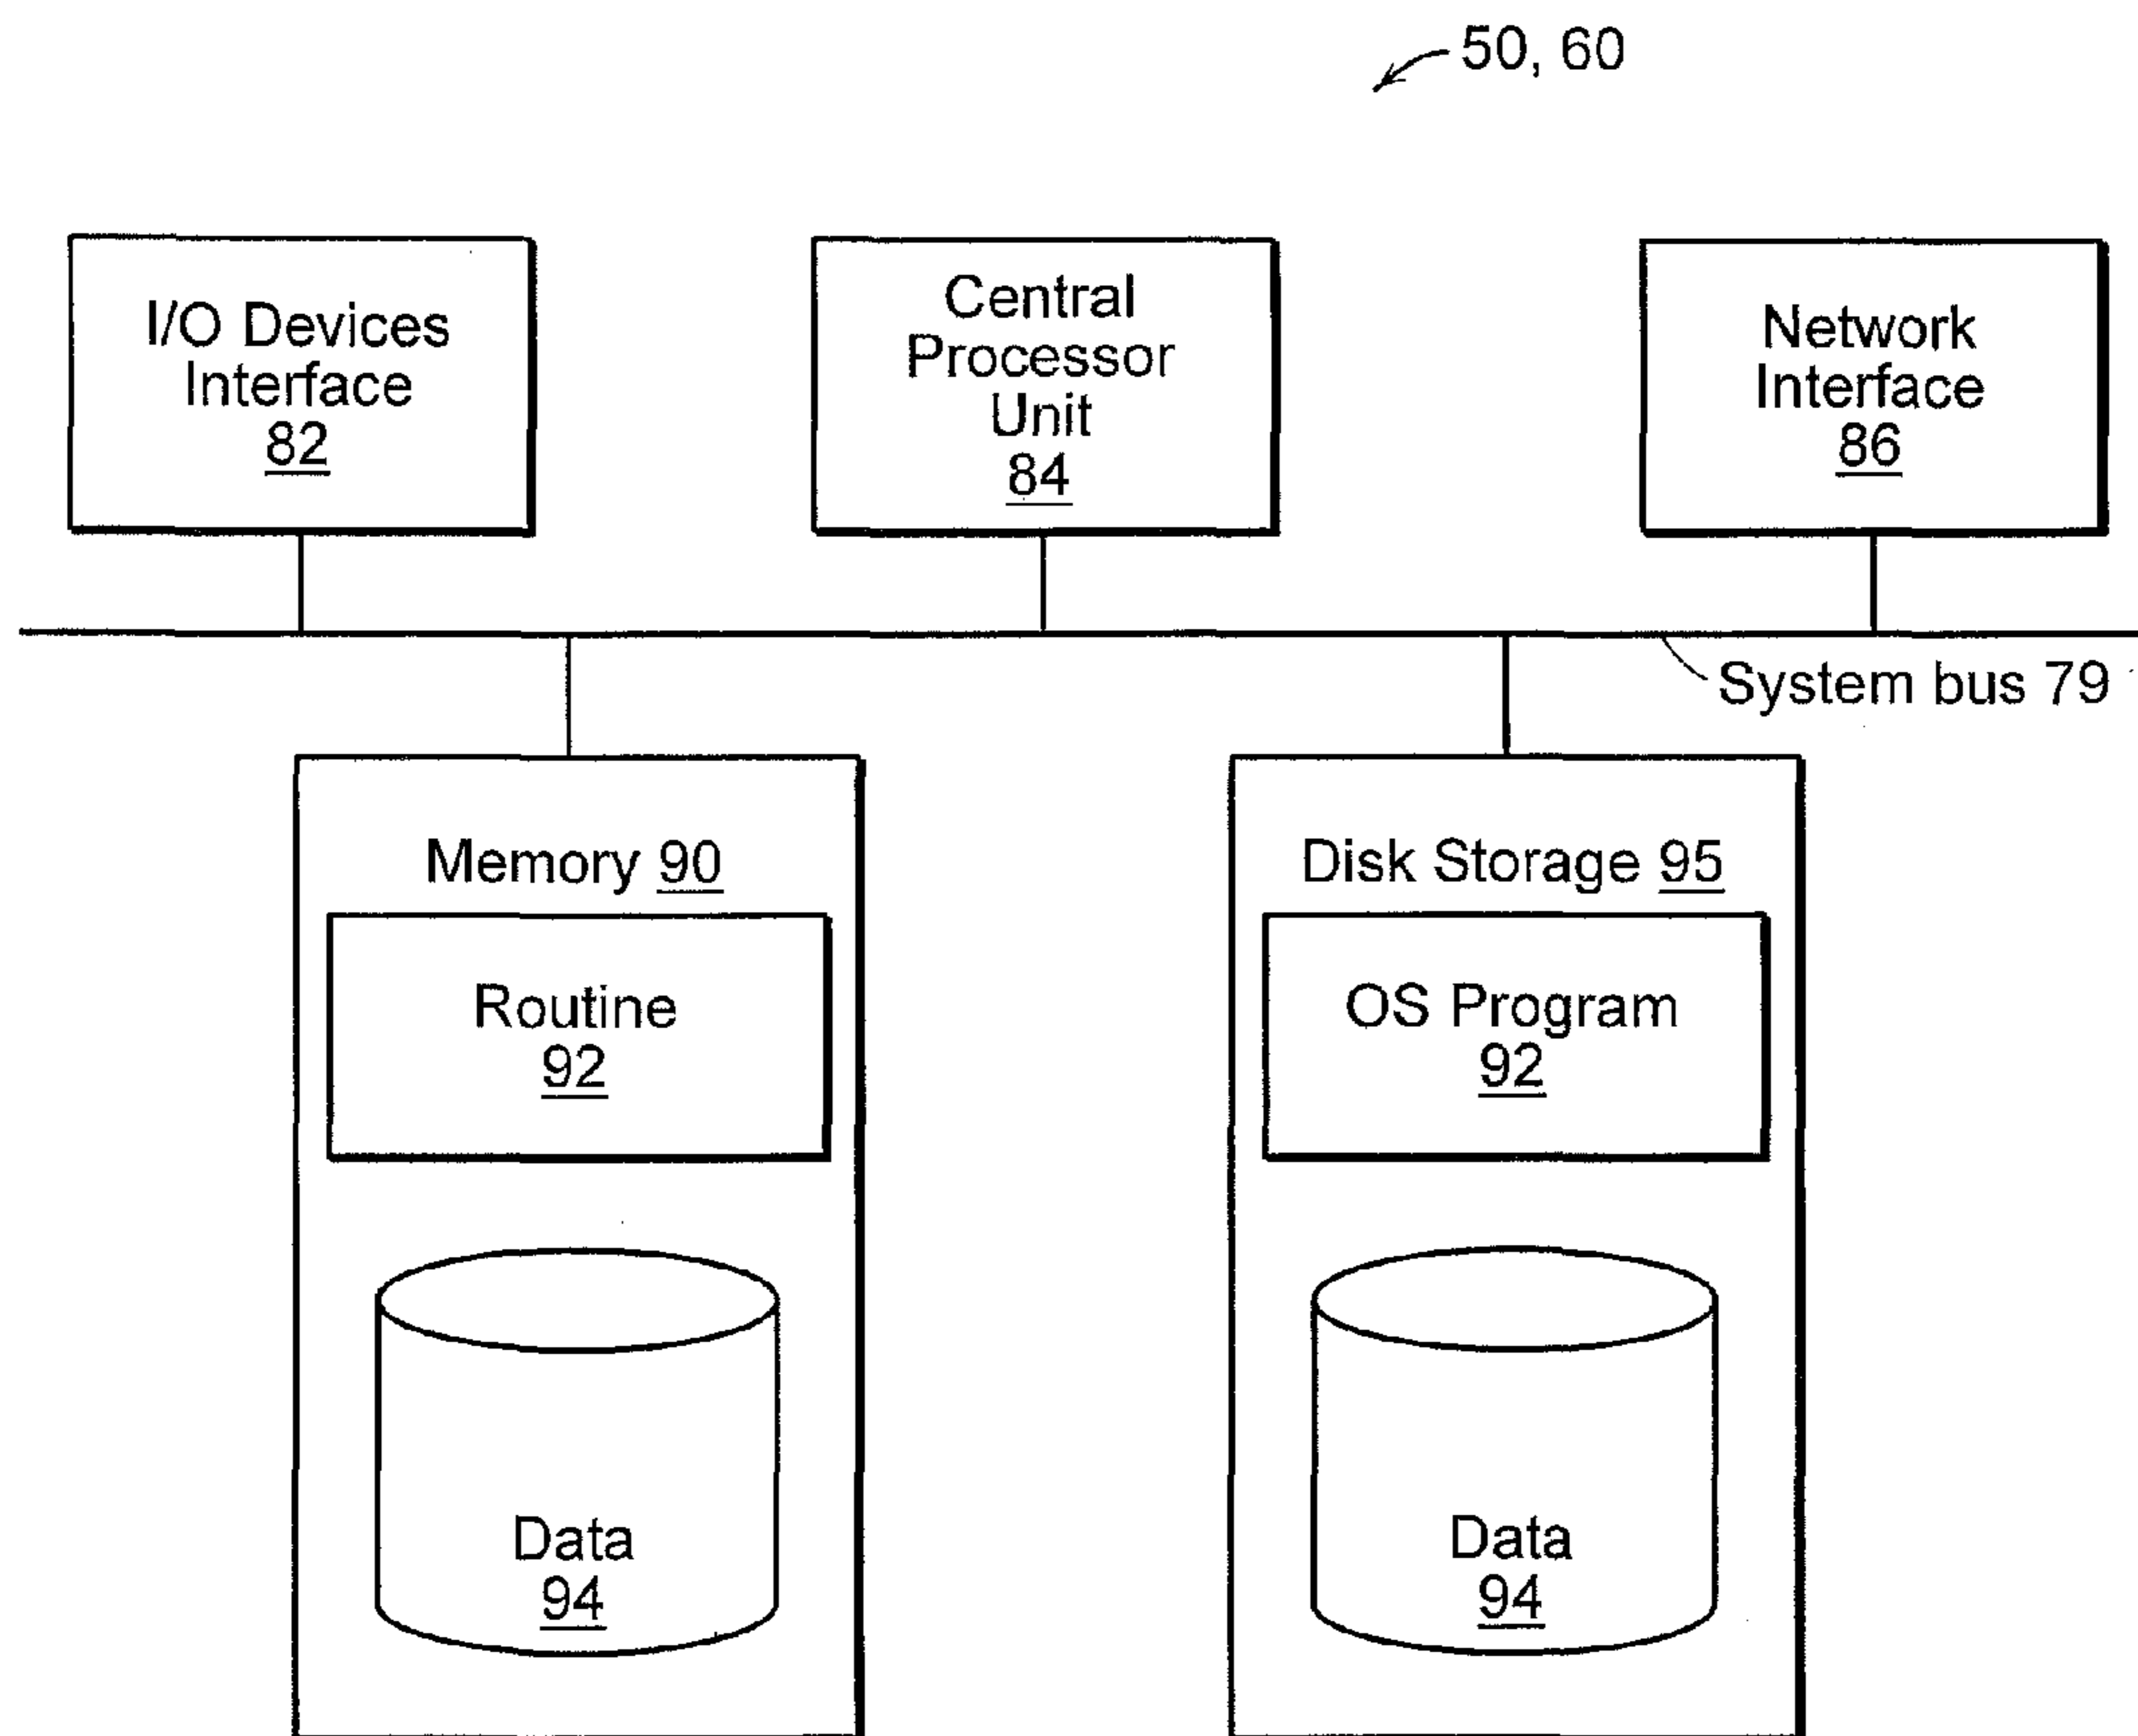 50, 60
I/O Devices
Interface
82
Central
Processor
Unit
84
Network
Interface
86
System bus 79
Memory 90
Routine
92
Data
94
Disk Storage 95
OS Program
92
Data
94